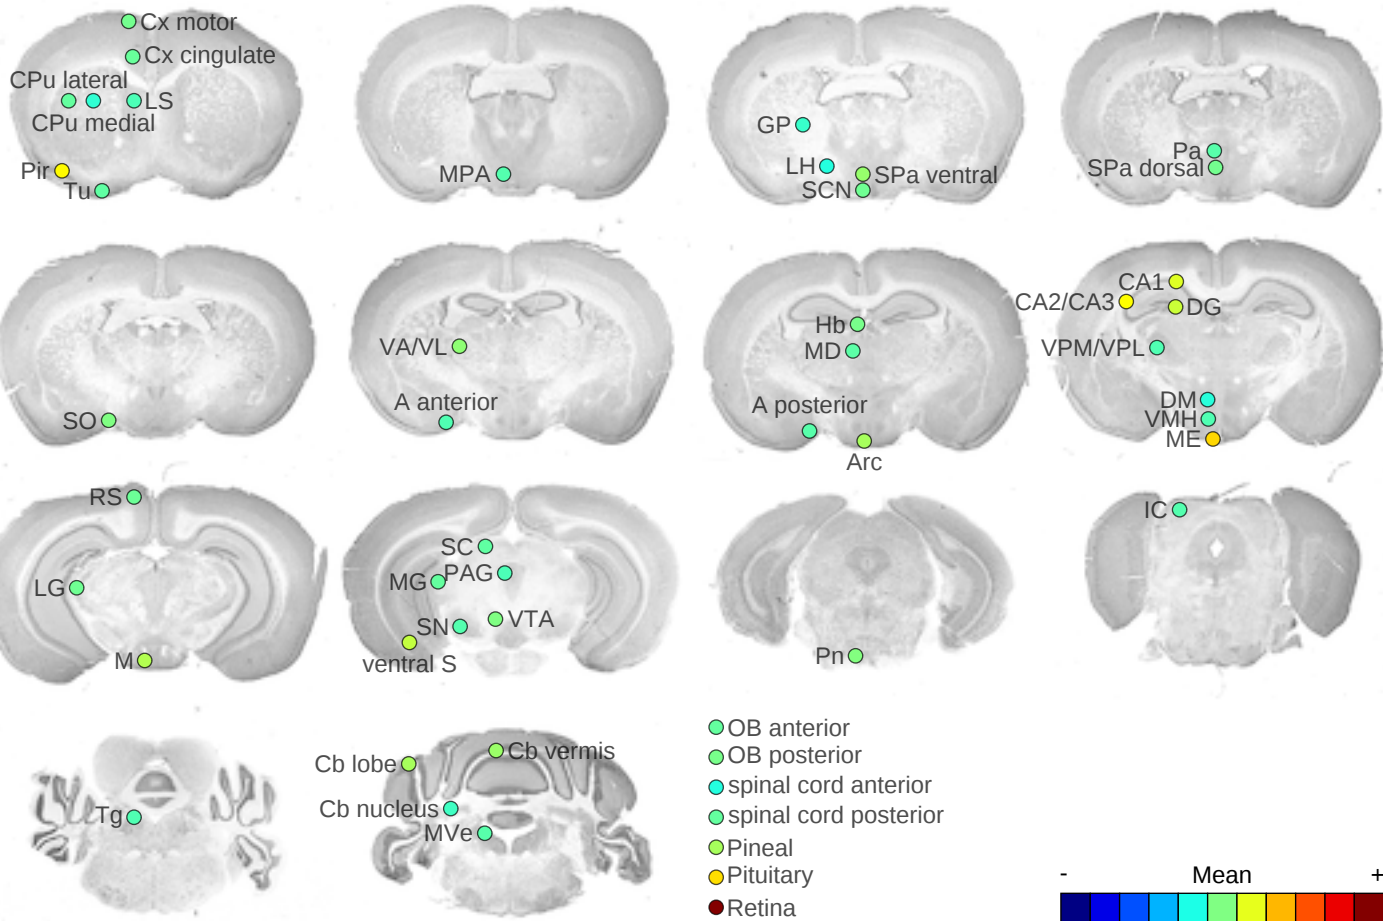 Cx motor
Cx cingulate
CPu lateral
LS
CPu medial
Pir
Tu
MPA
GP
LH
SPa ventral
SCN
Pa
SPa dorsal
SO
VA/VL
A anterior
Hb
MD
A posterior
Arc
CA1
CA2/CA3
DG
VPM/VPL
DM
VMH
ME
RS
LG
M
SC
PAG
MG
VTA
SN
ventral S
Pn
IC
Tg
Cb vermis
Cb lobe
Cb nucleus
MVe
OB anterior
OB posterior
spinal cord anterior
spinal cord posterior
Pineal
Pituitary
Retina
- Mean +